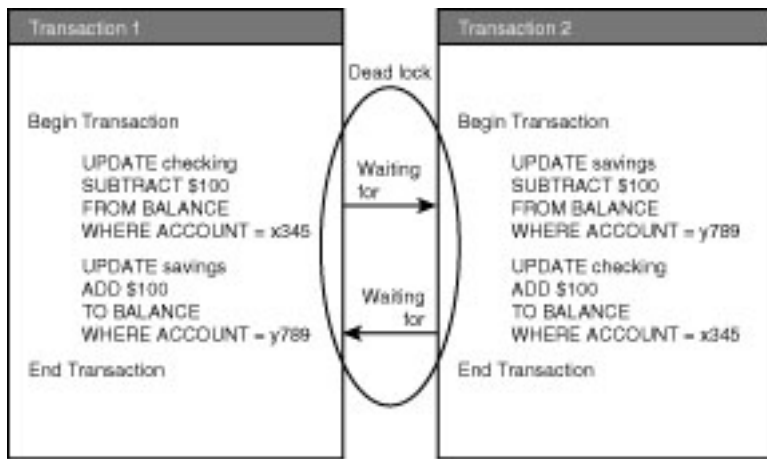 Transaction 1
Begin Transaction
UPDATE checking
SUBTRACT $100
FROM BALANCE
WHERE ACCOUNT = x345
UPDATE savings
ADD $100
TO BALANCE
WHERE ACCOUNT = y789
End Transaction
Dead lock
Waiting
for
Waiting
for
Transaction 2
Begin Transaction
UPDATE savings
SUBTRACT $100
FROM BALANCE
WHERE ACCOUNT = y789
UPDATE checking
ADD $100
TO BALANCE
WHERE ACCOUNT = x345
End Transaction